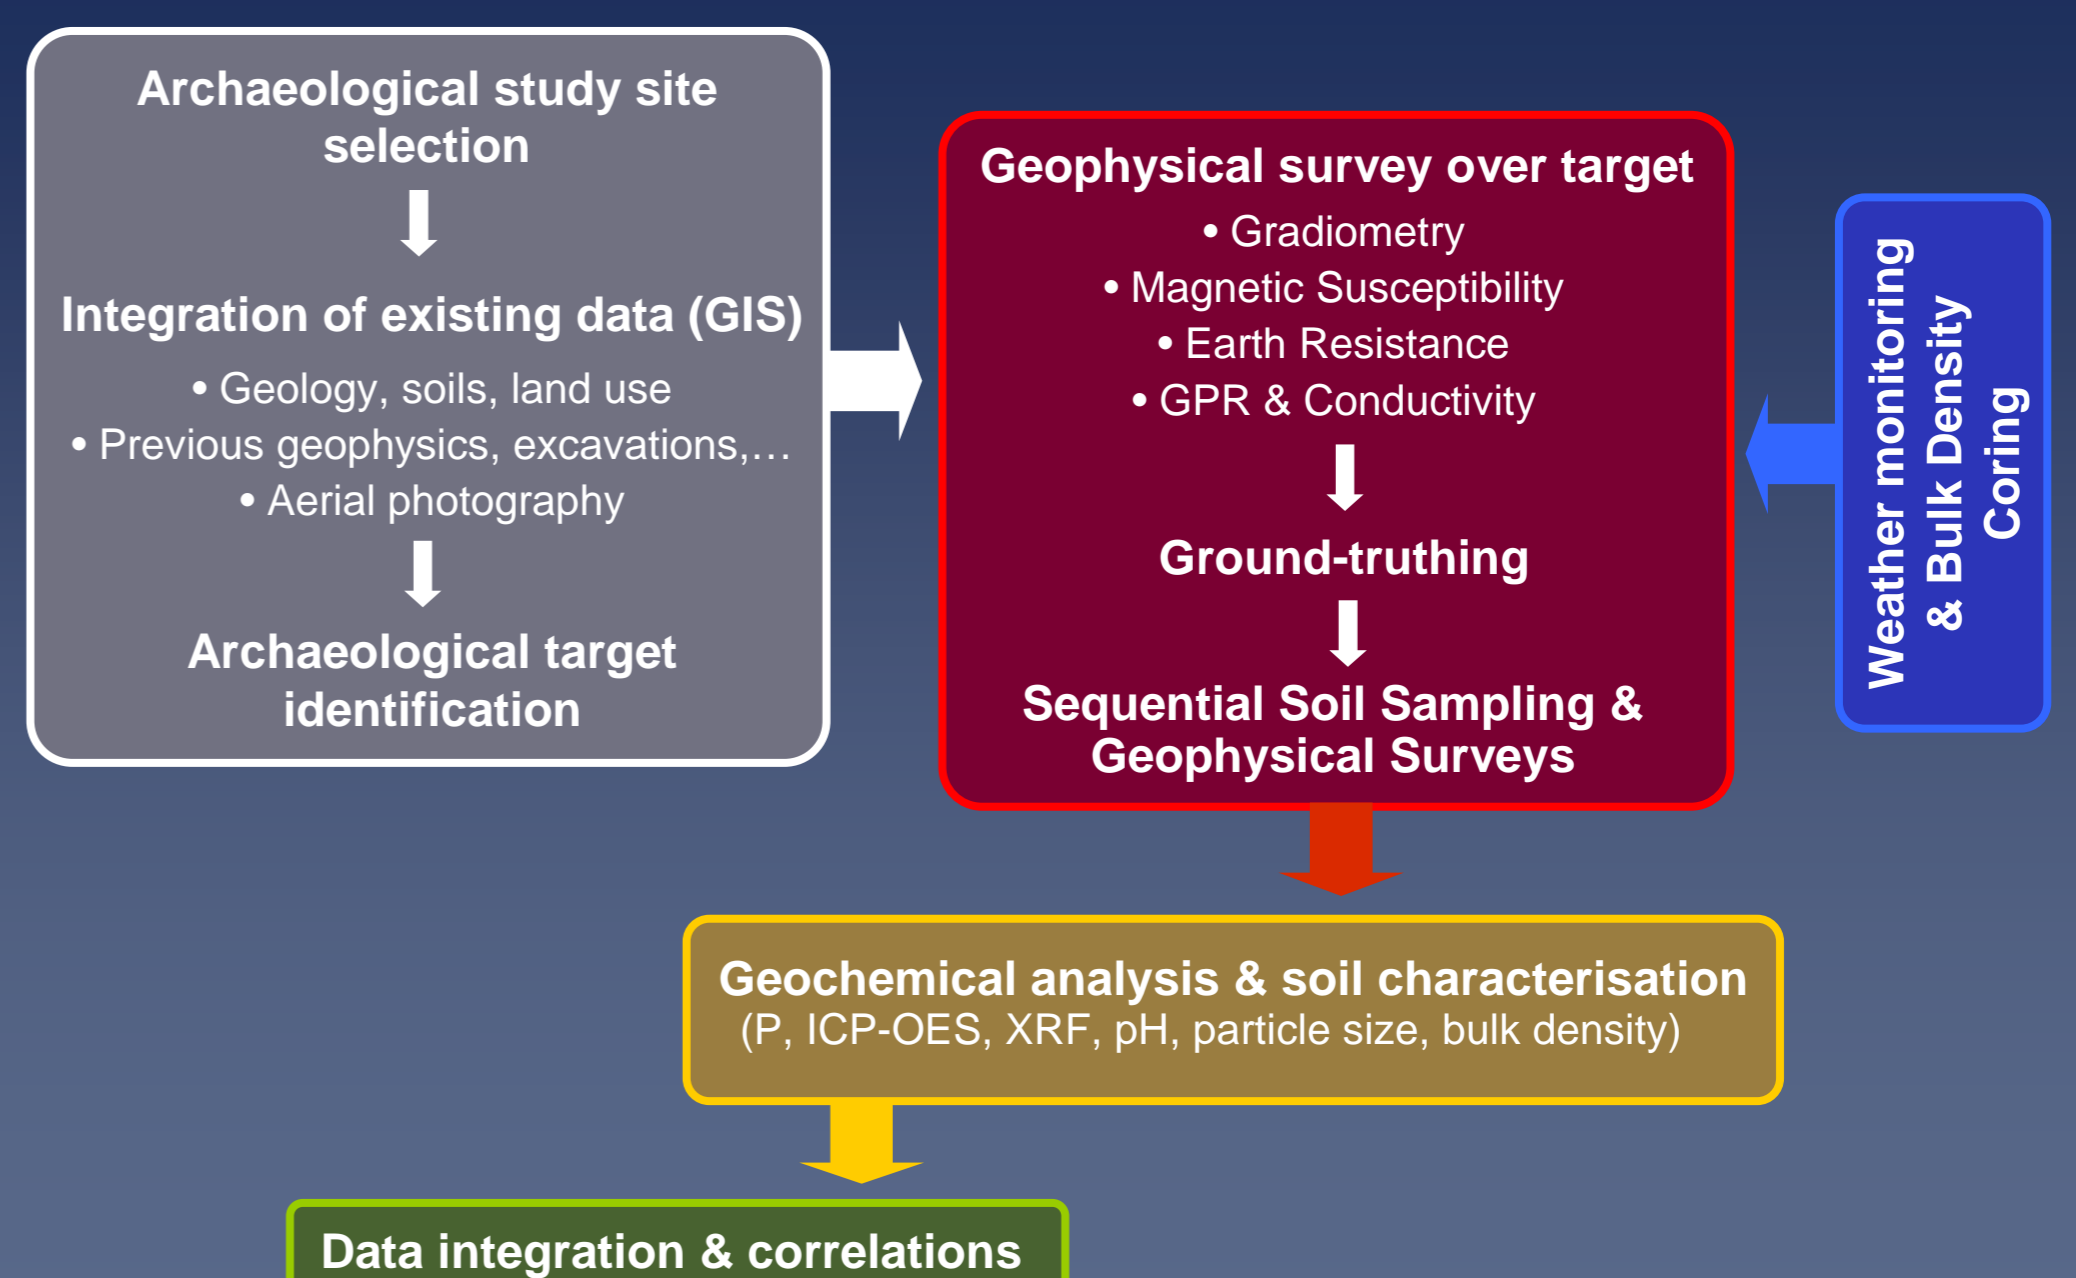 Archaeological study site
selection
Integration of existing data (GIS)
• Geology, soils, land use
• Previous geophysics, excavations,…
• Aerial photography
Archaeological target
identification
Geophysical survey over target
• Gradiometry
• Magnetic Susceptibility
• Earth Resistance
• GPR & Conductivity
Ground-truthing
Sequential Soil Sampling &
Geophysical Surveys
Weather monitoring
& Bulk Density
Coring
Geochemical analysis & soil characterisation
(P, ICP-OES, XRF, pH, particle size, bulk density)
Data integration & correlations